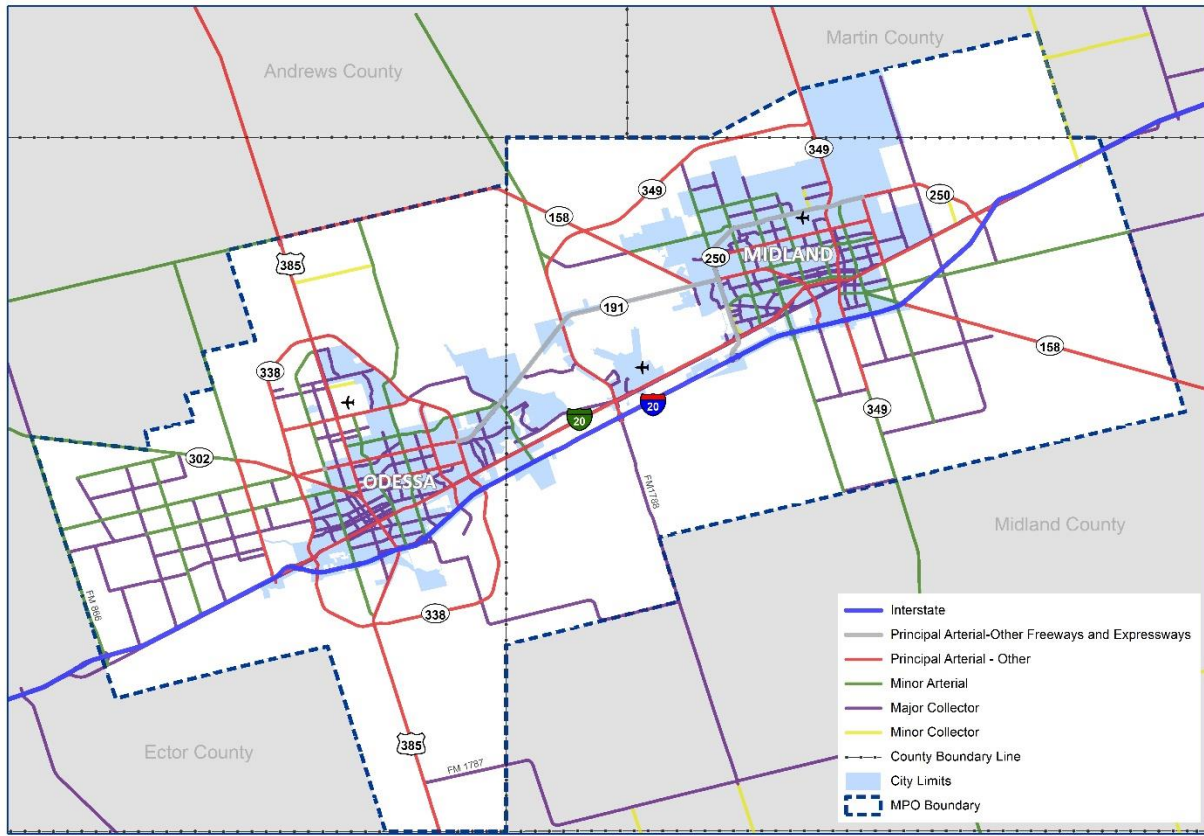 Martin County
Andrews County
349
349
250
158
385
250
MIDLAND
191
158
338
20
20
349
302
ODESSA
FM1788
Midland County
FM 866
338
385
Ector County
FM 1787
Interstate
Principal Arterial-Other Freeways and Expressways
Principal Arterial - Other
Minor Arterial
Major Collector
Minor Collector
County Boundary Line
City Limits
MPO Boundary